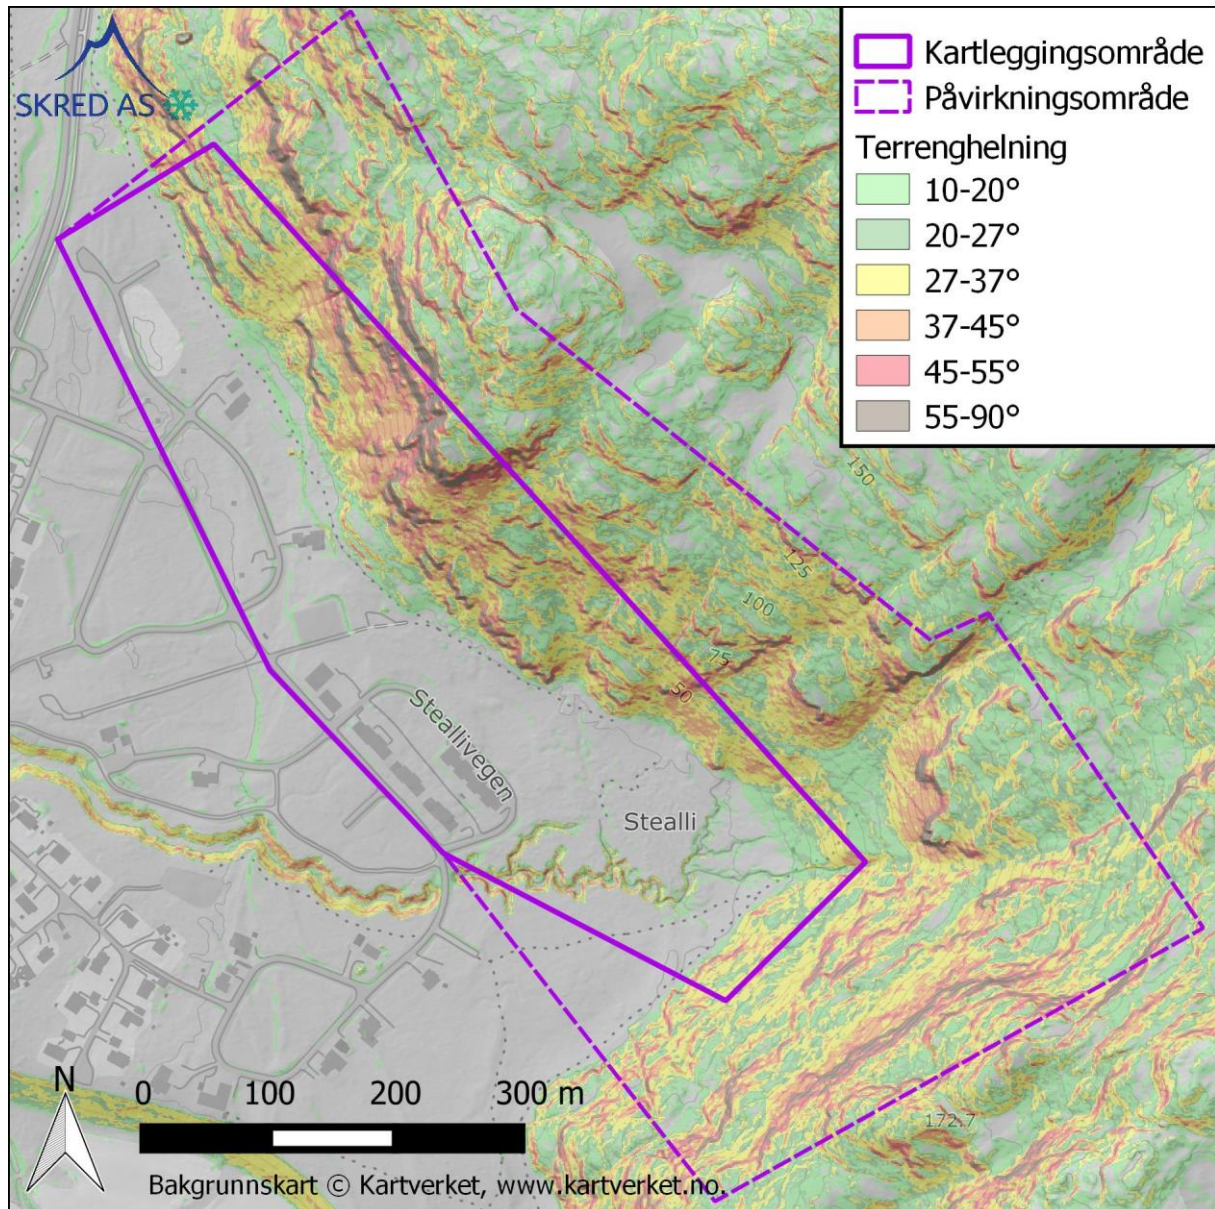 SKRED AS
Kartleggingsområde
Påvirkningsområde
Terrenghelning
10-20°
20-27°
27-37°
37-45°
45-55°
55-90°
150
125
100
75
50
Steallivegen
Stealli
172.7
N
0 100 200 300 m
Bakgrunnskart © Kartverket, www.kartverket.no.